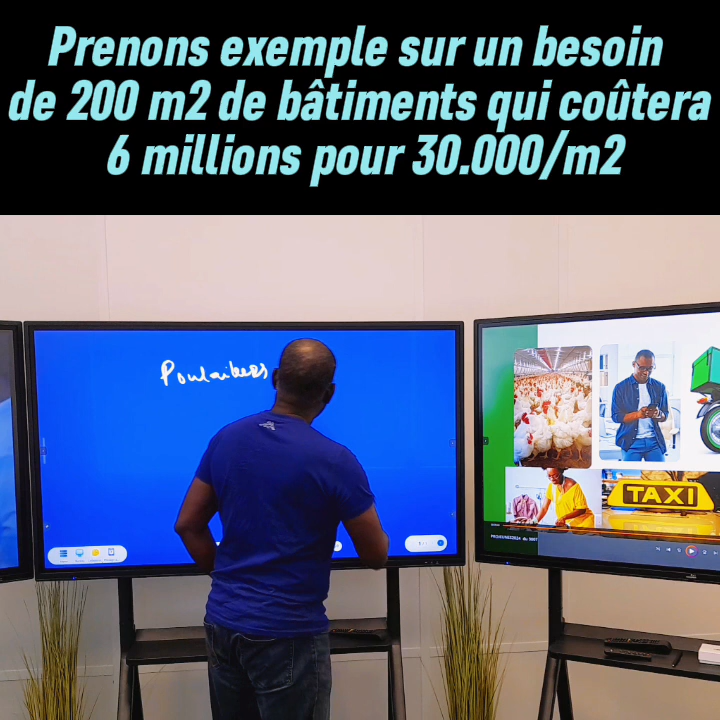 Prenons exemple sur un besoin
de 200 m2 de bâtiments qui coûtera
6 millions pour 30.000/m2
Poulaillers
TAXI